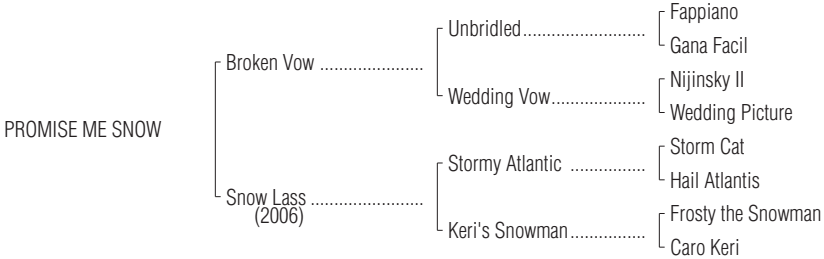 Fappiano
Unbridled..........................
Gana Facil
Broken Vow ......................
Nijinsky II
Wedding Vow....................
Wedding Picture
PROMISE ME SNOW
Storm Cat
Stormy Atlantic ................
Hail Atlantis
Snow Lass ........................
(2006)
Frosty the Snowman
Keri's Snowman................
Caro Keri